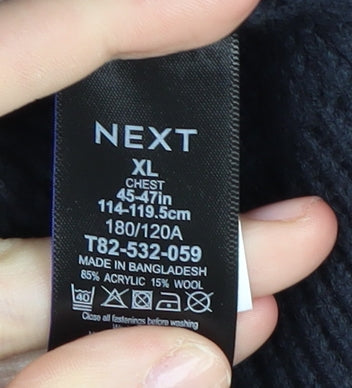 NEXT
XL
CHEST
45-47in
114-119.5cm
180/120A
T82-532-059
MADE IN BANGLADESH
85% ACRYLIC 15% WOOL
40
Close all fastenings before washing